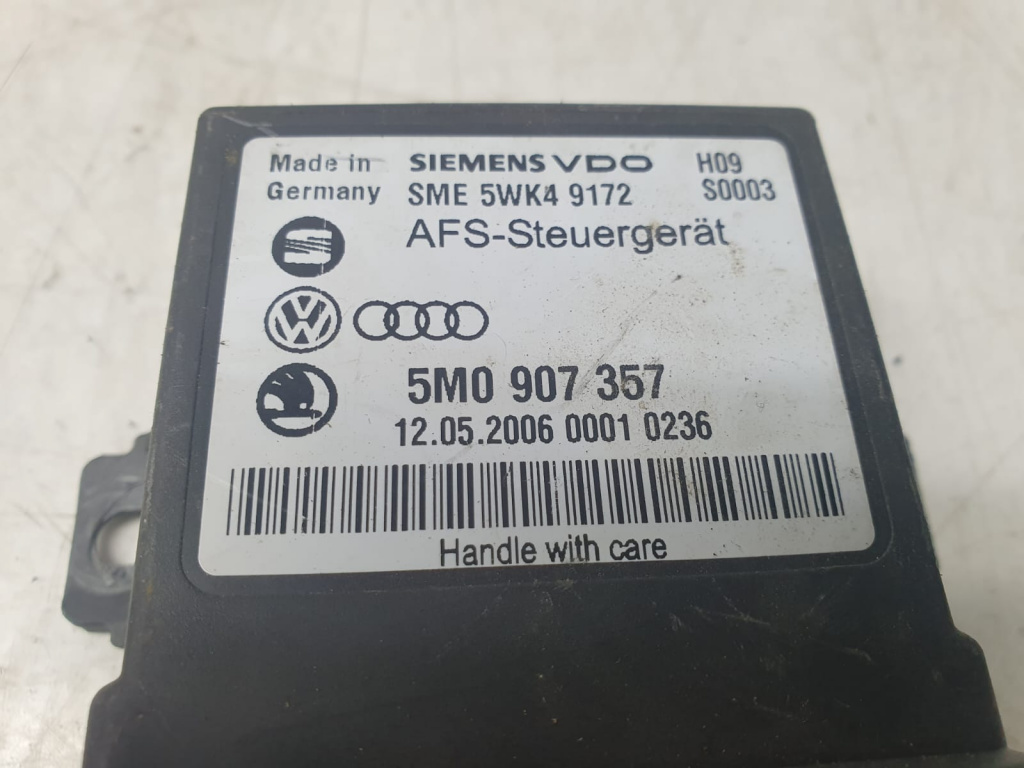 Made in SIEMENS VDO H09
Germany SME 5WK4 9172 S0003
AFS-Steuergerät
5M0 907 357
12.05.2006 0001 0236
Handle with care